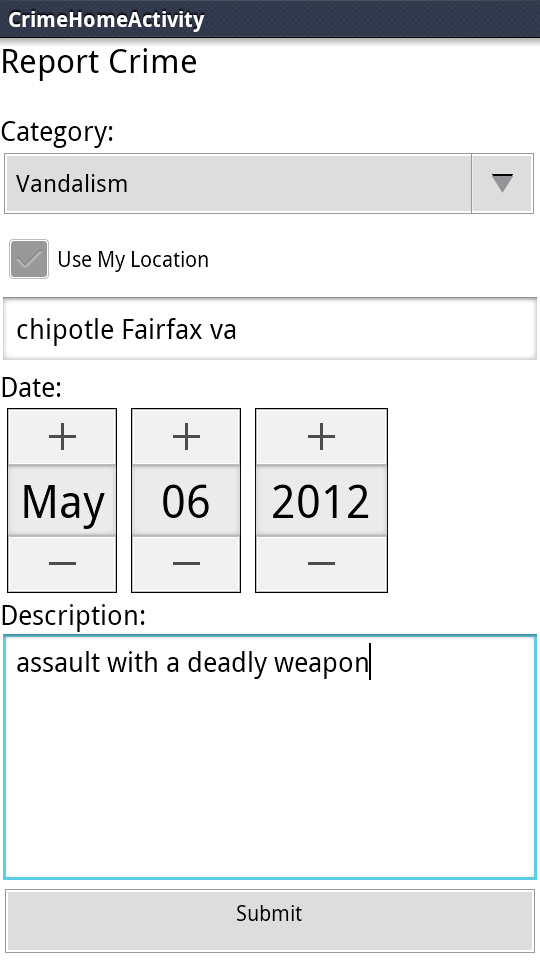 CrimeHomeActivity
Report Crime
Category:
Vandalism
Use My Location
chipotle Fairfax va
Date:
+ + +
May 06 2012
− − −
Description:
assault with a deadly weapon
Submit